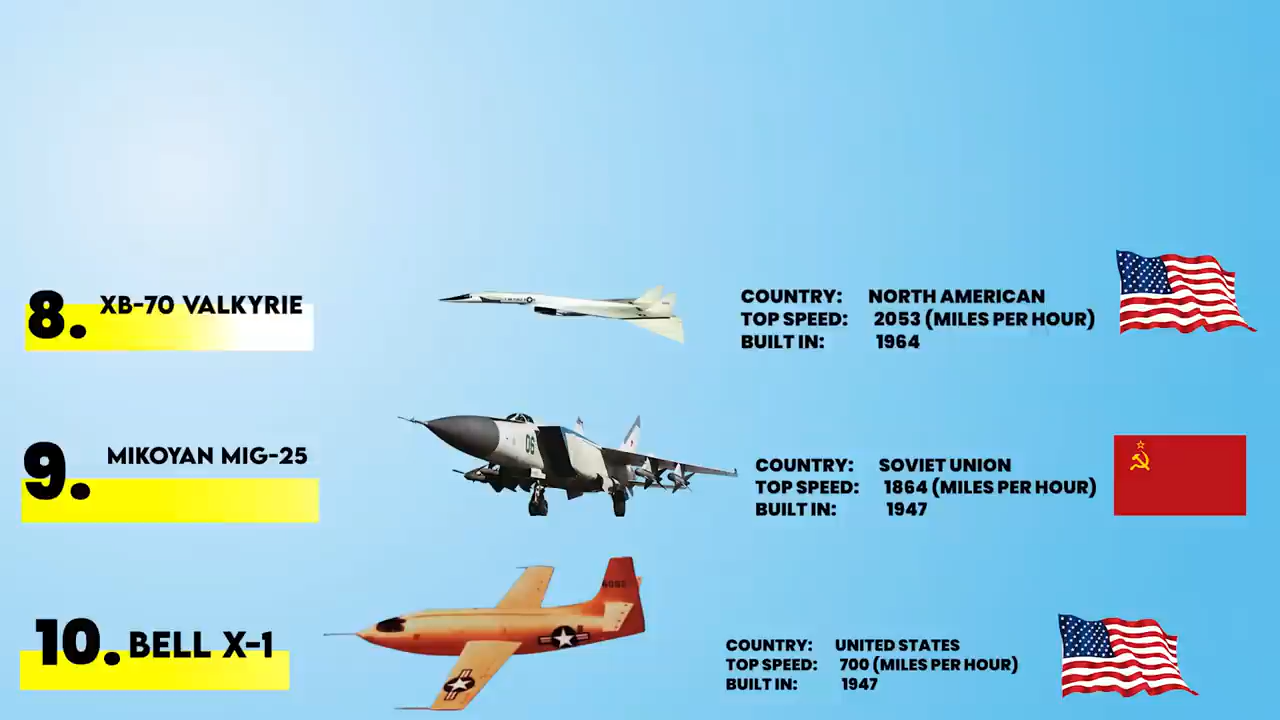 8. XB-70 VALKYRIE
COUNTRY: NORTH AMERICAN
TOP SPEED: 2053 (MILES PER HOUR)
BUILT IN: 1964
9. MIKOYAN MIG-25
06
COUNTRY: SOVIET UNION
TOP SPEED: 1864 (MILES PER HOUR)
BUILT IN: 1947
10. BELL X-1
COUNTRY: UNITED STATES
TOP SPEED: 700 (MILES PER HOUR)
BUILT IN: 1947